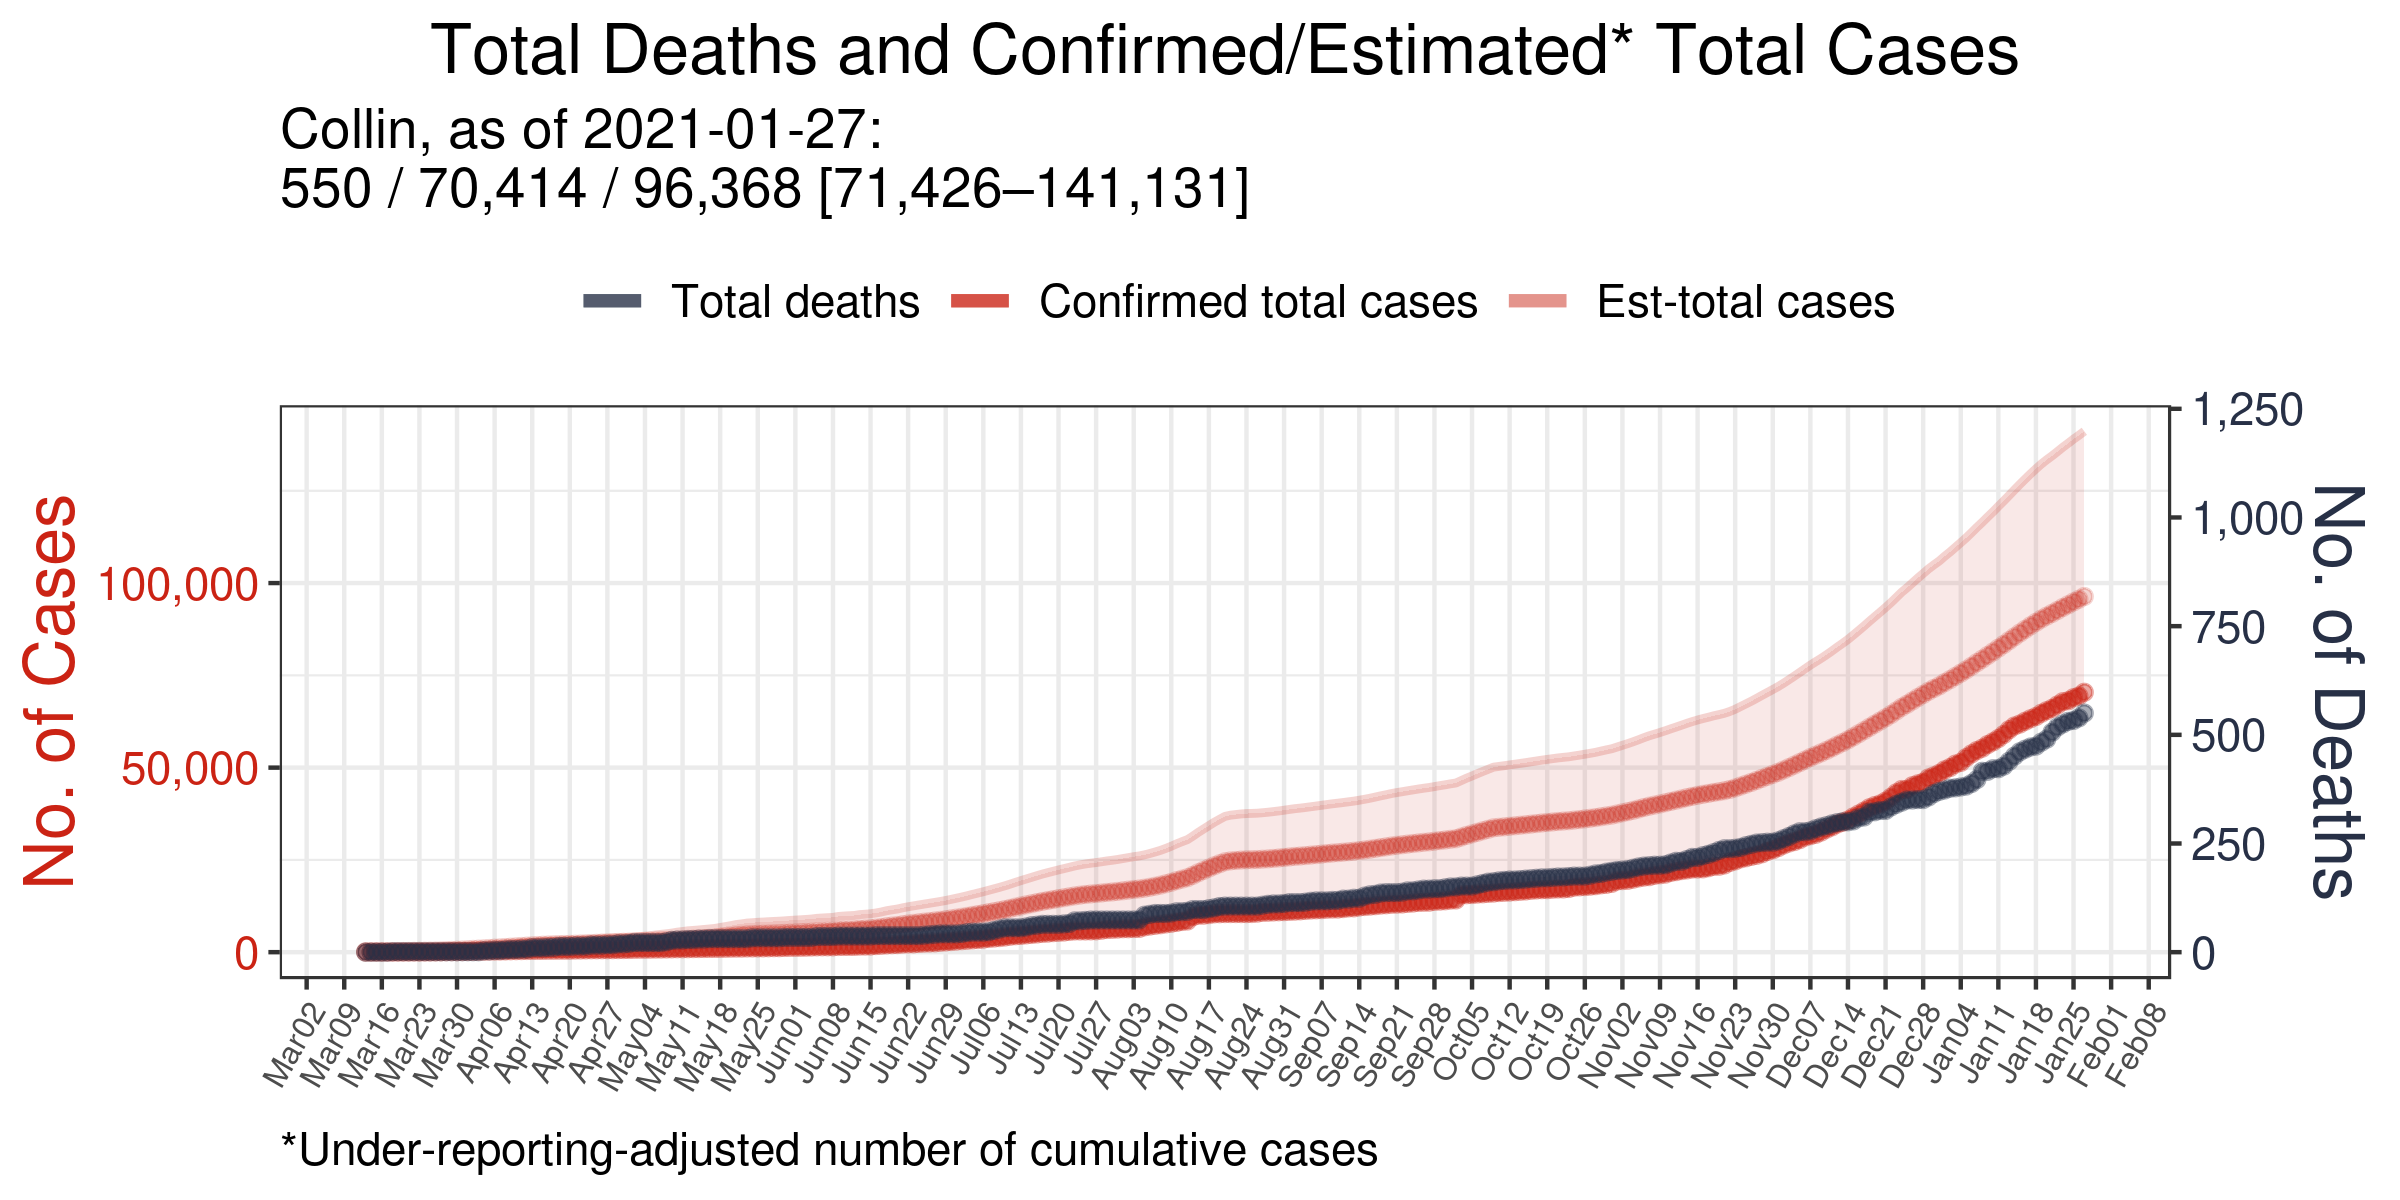 Total Deaths and Confirmed/Estimated* Total Cases
Collin, as of 2021-01-27:
550 / 70,414 / 96,368 [71,426–141,131]
Total deaths
Confirmed total cases
Est-total cases
No. of Cases
100,000
50,000
0
1,250
1,000
750
500
250
0
No. of Deaths
Mar02
Mar09
Mar16
Mar23
Mar30
Apr06
Apr13
Apr20
Apr27
May04
May11
May18
May25
Jun01
Jun08
Jun15
Jun22
Jun29
Jul06
Jul13
Jul20
Jul27
Aug03
Aug10
Aug17
Aug24
Aug31
Sep07
Sep14
Sep21
Sep28
Oct05
Oct12
Oct19
Oct26
Nov02
Nov09
Nov16
Nov23
Nov30
Dec07
Dec14
Dec21
Dec28
Jan04
Jan11
Jan18
Jan25
Feb01
Feb08
*Under-reporting-adjusted number of cumulative cases